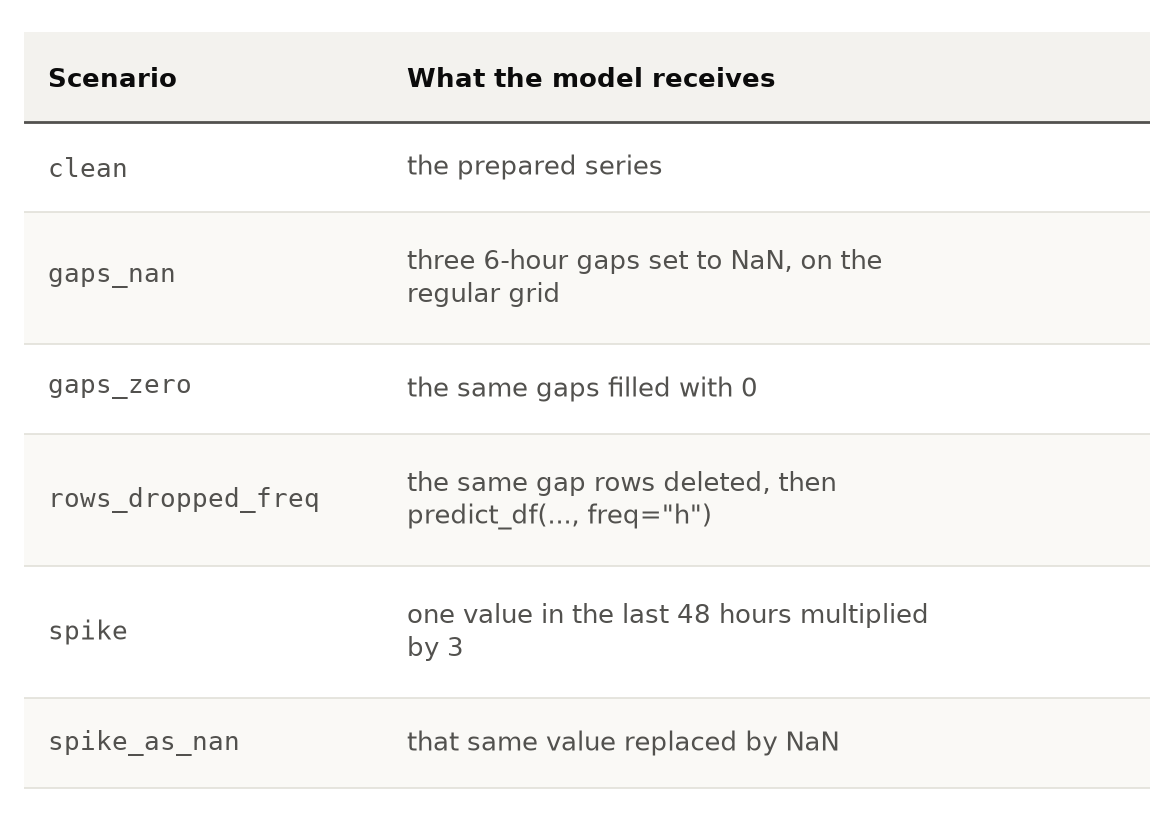 Scenario What the model receives
clean the prepared series
gaps_nan three 6-hour gaps set to NaN, on the
regular grid
gaps_zero the same gaps filled with 0
rows_dropped_freq the same gap rows deleted, then
predict_df(..., freq="h")
spike one value in the last 48 hours multiplied
by 3
spike_as_nan that same value replaced by NaN